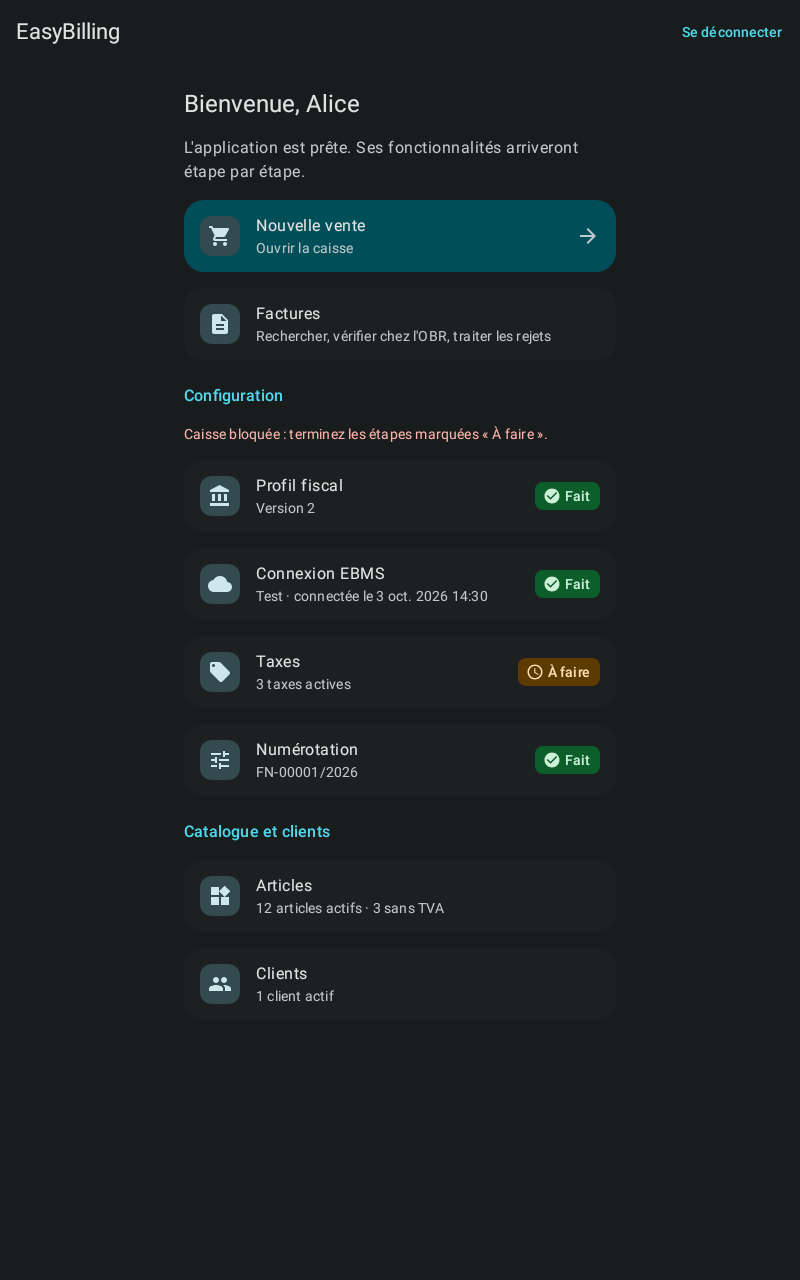 EasyBilling
Se déconnecter
Bienvenue, Alice
L'application est prête. Ses fonctionnalités arriveront
étape par étape.
Nouvelle vente
Ouvrir la caisse
Factures
Rechercher, vérifier chez l'OBR, traiter les rejets
Configuration
Caisse bloquée : terminez les étapes marquées « À faire ».
Profil fiscal
Version 2
Fait
Connexion EBMS
Test · connectée le 3 oct. 2026 14:30
Fait
Taxes
3 taxes actives
À faire
Numérotation
FN-00001/2026
Fait
Catalogue et clients
Articles
12 articles actifs · 3 sans TVA
Clients
1 client actif